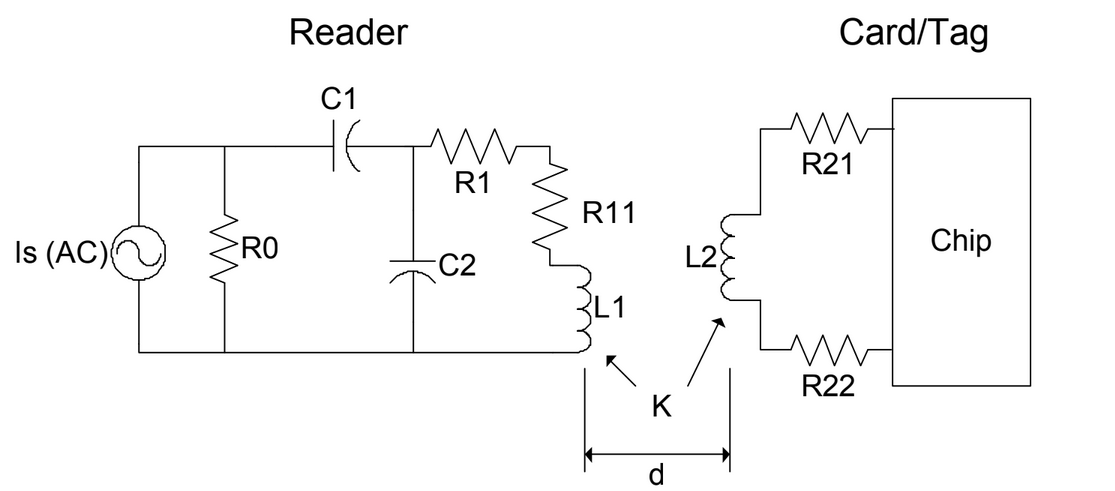 Reader
Card/Tag
C1
R1
R11
R21
Is (AC)
R0
C2
L1
L2
Chip
R22
K
d